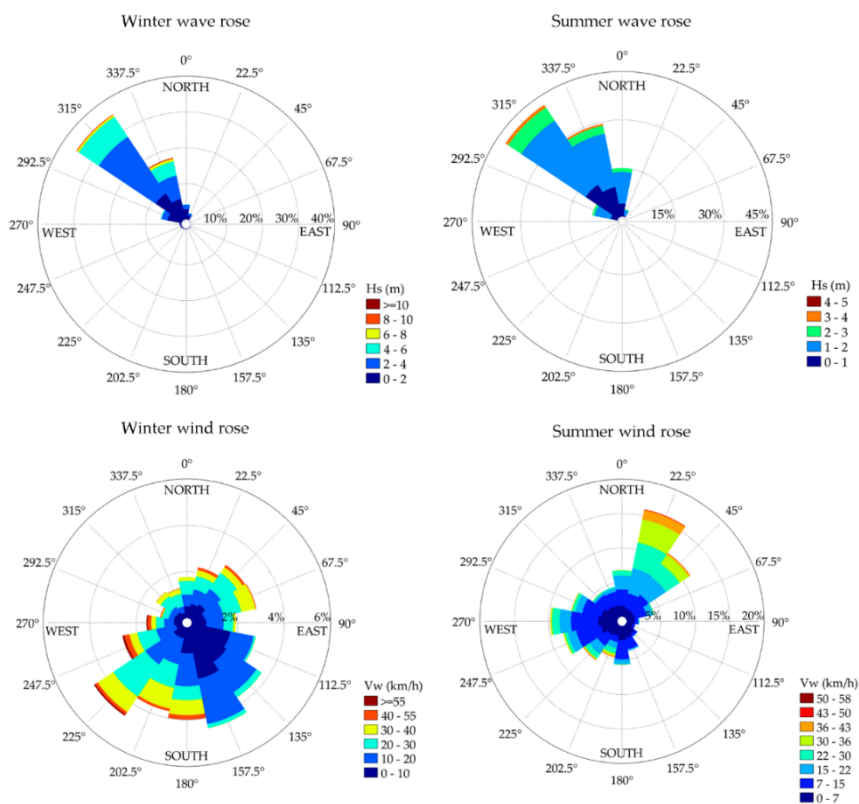 Winter wave rose
0°
337.5°
22.5°
NORTH
315°
45°
292.5°
67.5°
270°
WEST
10%
20%
30%
40%
EAST
90°
247.5°
112.5°
225°
135°
SOUTH
202.5°
157.5°
180°
Hs (m)
>=10
8 - 10
6 - 8
4 - 6
2 - 4
0 - 2
Summer wave rose
0°
337.5°
22.5°
NORTH
315°
45°
292.5°
67.5°
270°
WEST
15%
30%
45%
EAST
90°
247.5°
112.5°
225°
135°
SOUTH
202.5°
157.5°
180°
Hs (m)
4 - 5
3 - 4
2 - 3
1 - 2
0 - 1
Winter wind rose
0°
337.5°
22.5°
NORTH
315°
45°
292.5°
67.5°
270°
WEST
2%
4%
6%
EAST
90°
247.5°
112.5°
225°
135°
SOUTH
202.5°
157.5°
180°
Vw (km/h)
>=55
40 - 55
30 - 40
20 - 30
10 - 20
0 - 10
Summer wind rose
0°
337.5°
22.5°
NORTH
315°
45°
292.5°
67.5°
270°
WEST
5%
10%
15%
20%
EAST
90°
247.5°
112.5°
225°
135°
SOUTH
202.5°
157.5°
180°
Vw (km/h)
50 - 58
43 - 50
36 - 43
30 - 36
22 - 30
15 - 22
7 - 15
0 - 7